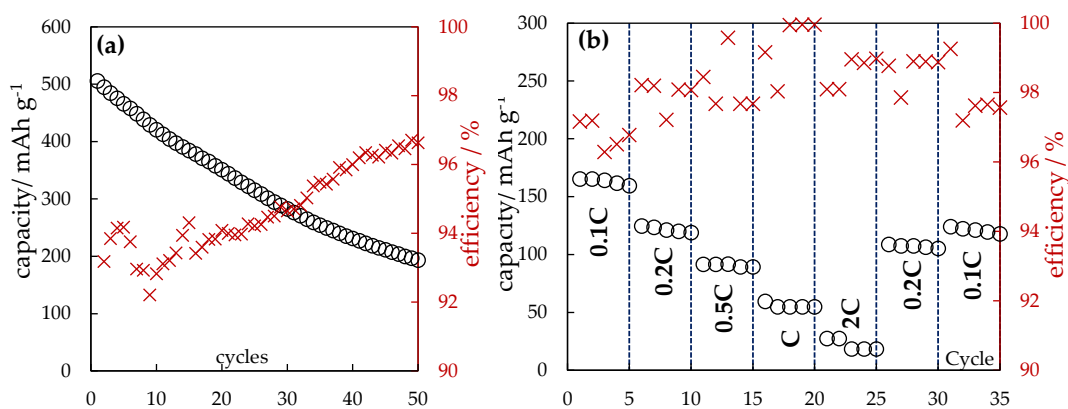 (a)
capacity/ mAh g⁻¹
600
500
400
300
200
100
0
0 10 20 30 40 50
cycles
100
98
96
94
92
90
efficiency / %
(b)
capacity/ mAh g⁻¹
300
250
200
150
100
50
0
0.1C
0.2C
0.5C
C
2C
0.2C
0.1C
Cycle
0 5 10 15 20 25 30 35
100
98
96
94
92
90
efficiency / %